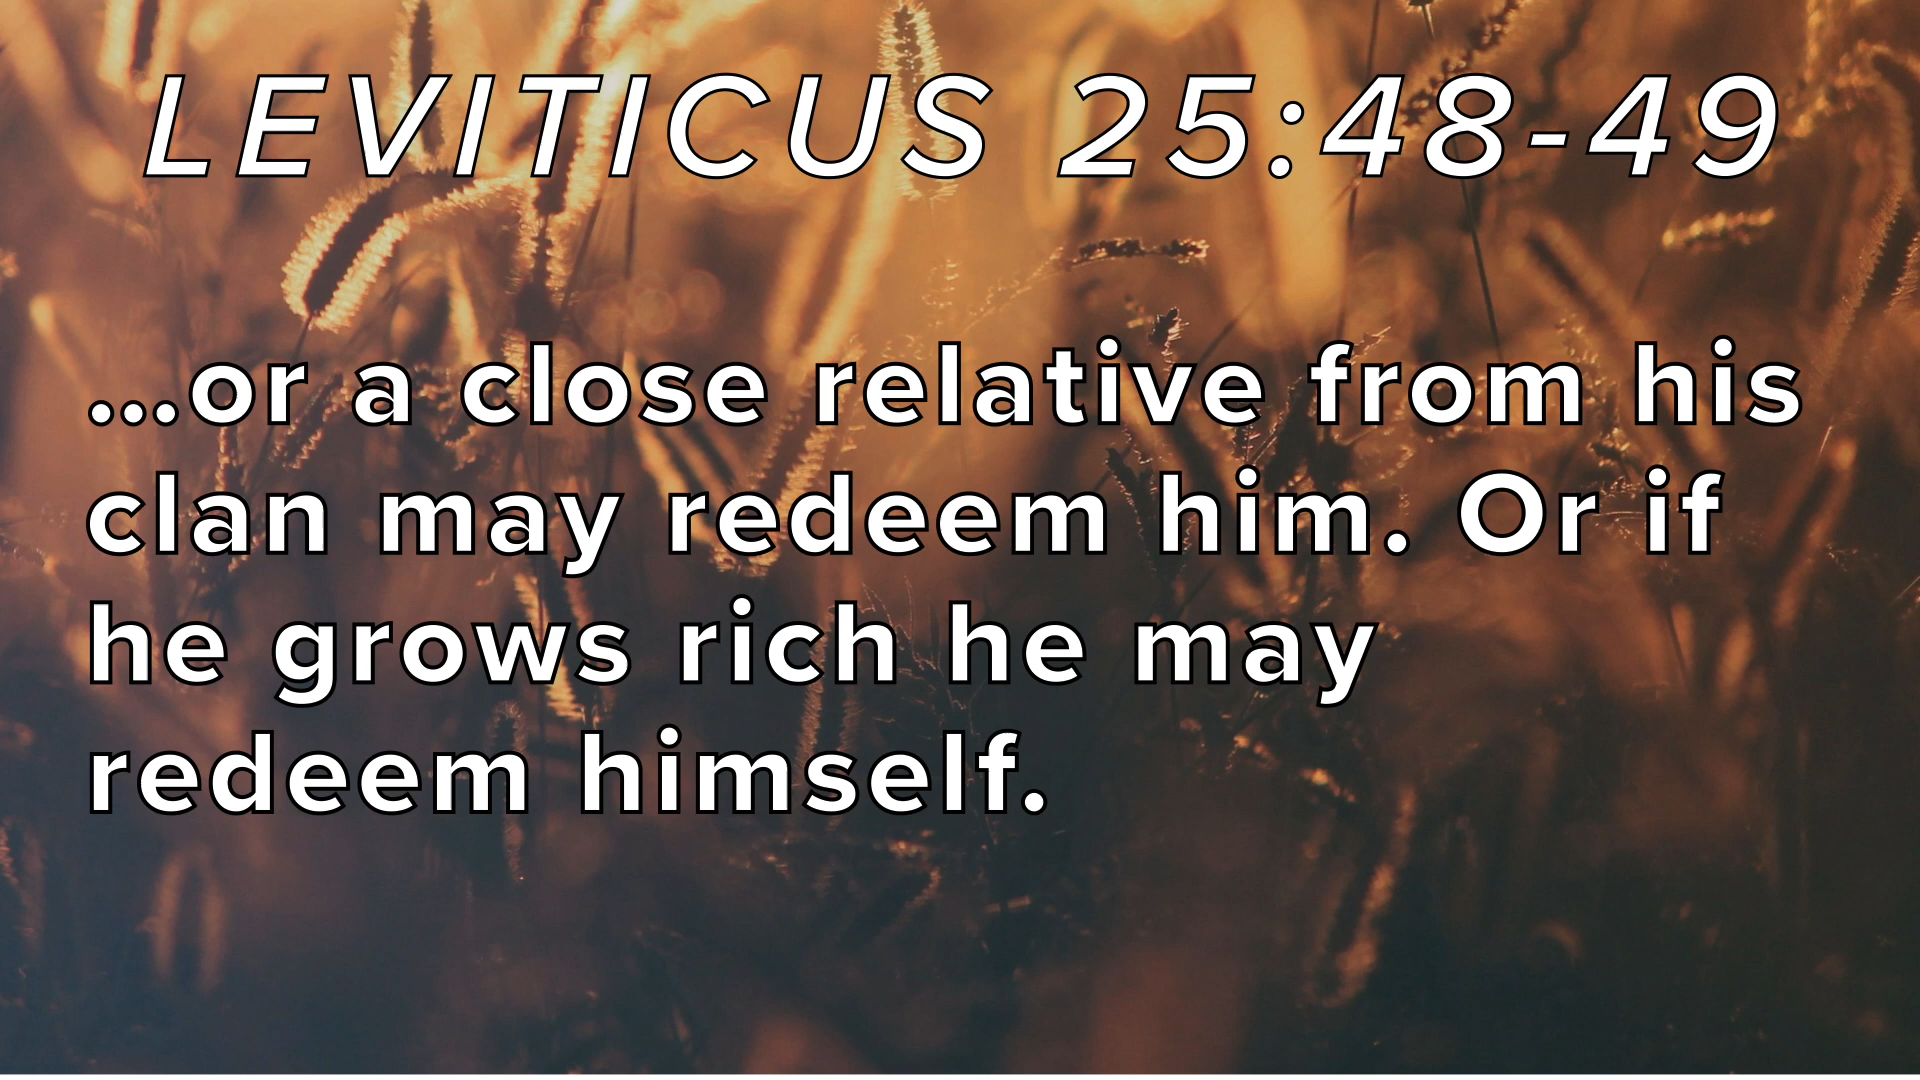 LEVITICUS 25:48-49
...or a close relative from his
clan may redeem him. Or if
he grows rich he may
redeem himself.